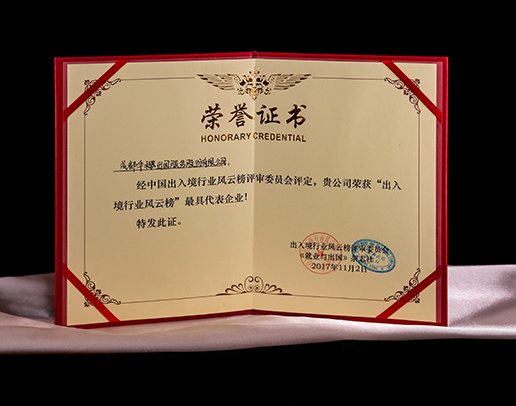 荣誉证书
HONORARY CREDENTIAL
经中国出入境行业风云榜评审委员会评定，贵公司荣获“出入
境行业风云榜”最具代表企业！
特发此证。
出入境行业风云榜评审委员会
《就业与出国》杂志社
2017年11月2日